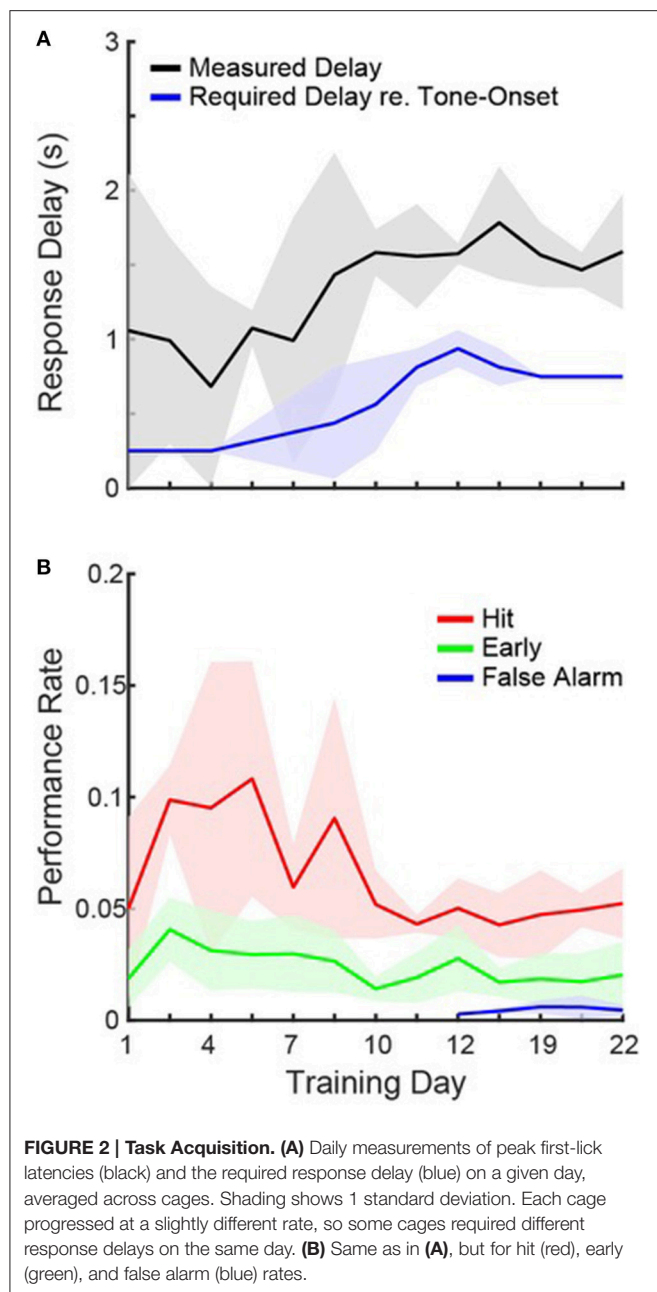 A
3
Measured Delay
Required Delay re. Tone-Onset
2
1
0
Response Delay (s)
B
0.2
Hit
Early
False Alarm
0.15
0.1
0.05
0
Performance Rate
1 4 7 10 12 19 22
Training Day
FIGURE 2 | Task Acquisition. (A) Daily measurements of peak first-lick
latencies (black) and the required response delay (blue) on a given day,
averaged across cages. Shading shows 1 standard deviation. Each cage
progressed at a slightly different rate, so some cages required different
response delays on the same day. (B) Same as in (A), but for hit (red), early
(green), and false alarm (blue) rates.